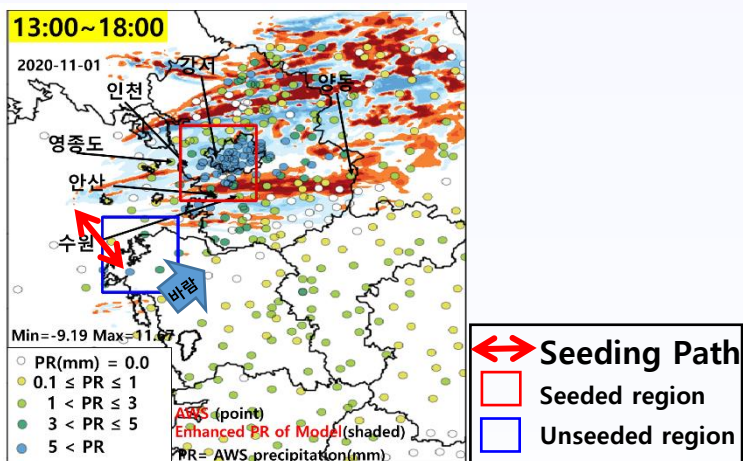 13:00~18:00
2020-11-01
강서
인천
양동
영종도
안산
수원
바람
Min=-9.19 Max=11.67
PR(mm) = 0.0
0.1 ≤ PR ≤ 1
1 < PR ≤ 3
3 < PR ≤ 5
5 < PR
AWS (point)
Enhanced PR of Model(shaded)
PR= AWS precipitation(mm)
Seeding Path
Seeded region
Unseeded region